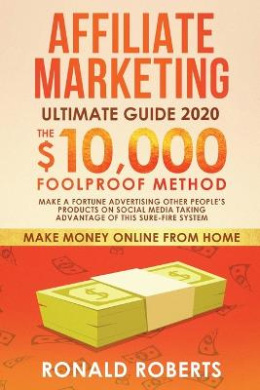 AFFILIATE
MARKETING
ULTIMATE GUIDE 2020
THE
$10,000
FOOLPROOF METHOD
MAKE A FORTUNE ADVERTISING OTHER PEOPLE'S
PRODUCTS ON SOCIAL MEDIA TAKING
ADVANTAGE OF THIS SURE-FIRE SYSTEM
MAKE MONEY ONLINE FROM HOME
RONALD ROBERTS